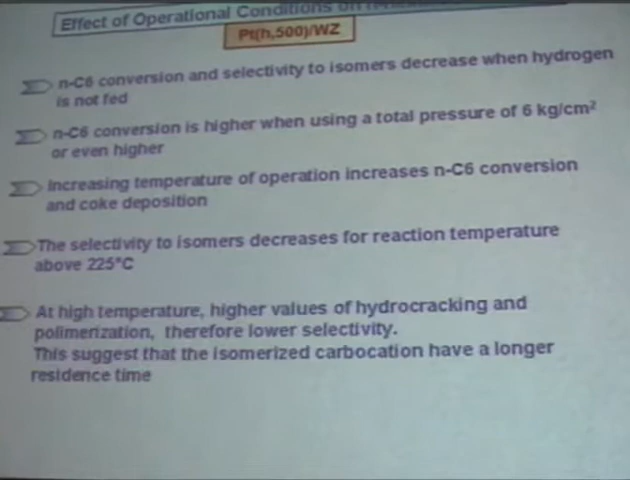 Effect of Operational Conditions on
Pt(h,500)/WZ
n-C6 conversion and selectivity to isomers decrease when hydrogen
is not fed
n-C6 conversion is higher when using a total pressure of 6 kg/cm²
or even higher
Increasing temperature of operation increases n-C6 conversion
and coke deposition
The selectivity to isomers decreases for reaction temperature
above 225°C
At high temperature, higher values of hydrocracking and
polimerization, therefore lower selectivity.
This suggest that the isomerized carbocation have a longer
residence time